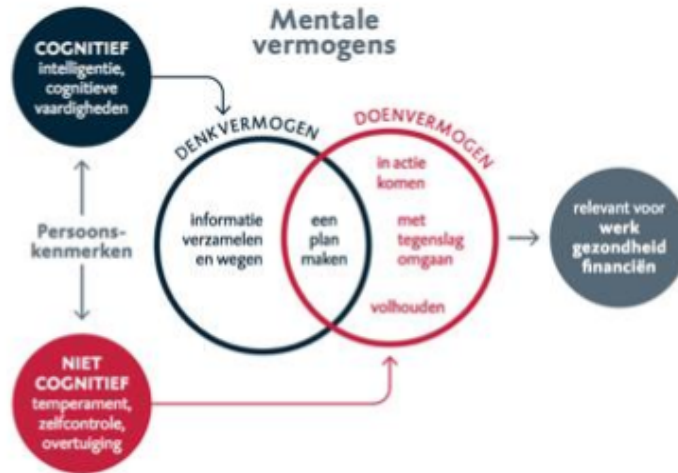 Mentale
vermogens
COGNITIEF
intelligentie,
cognitieve
vaardigheden
Persoons-
kenmerken
NIET
COGNITIEF
temperament,
zelfcontrole,
overtuiging
DENKVERMOGEN
informatie
verzamelen
en wegen
een
plan
maken
DOENVERMOGEN
in actie
komen
met
tegenslag
omgaan
volhouden
relevant voor
werk
gezondheid
financiën